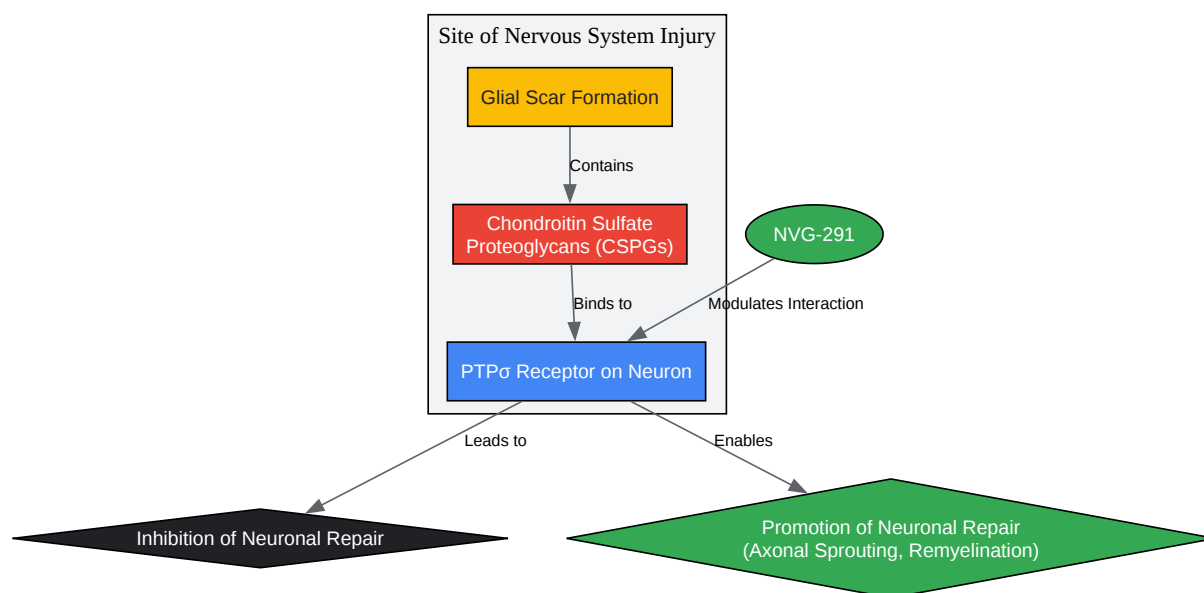 Site of Nervous System Injury
Glial Scar Formation
Contains
Chondroitin Sulfate
Proteoglycans (CSPGs)
NVG-291
Binds to
Modulates Interaction
PTPσ Receptor on Neuron
Leads to
Enables
Inhibition of Neuronal Repair
Promotion of Neuronal Repair
(Axonal Sprouting, Remyelination)